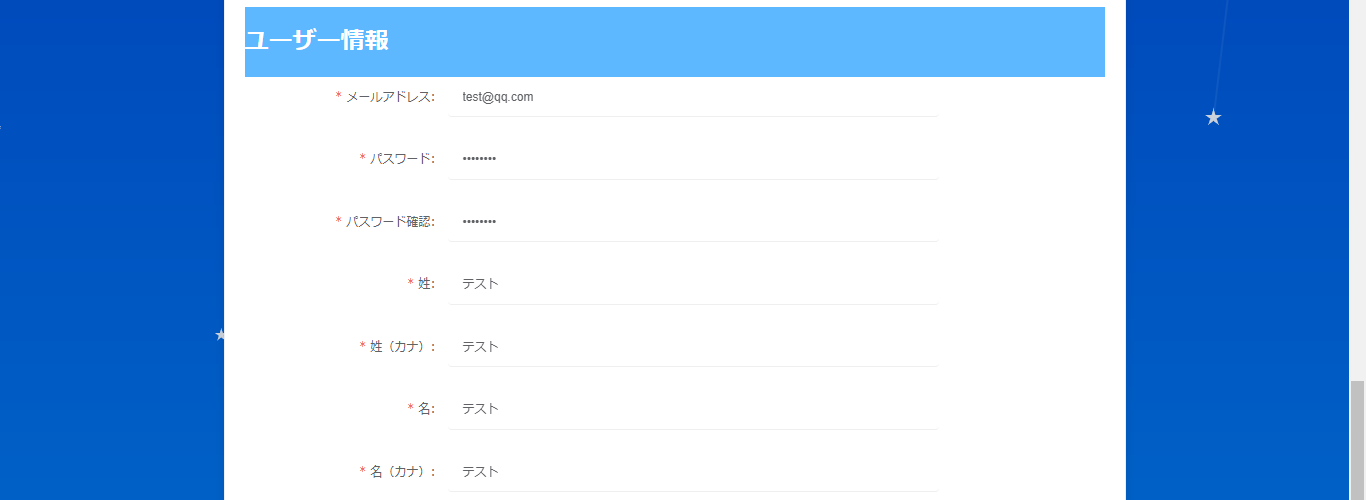 ユーザー情報
* メールアドレス: test@qq.com
* パスワード: ••••••••
* パスワード確認: ••••••••
* 姓: テスト
* 姓（カナ）: テスト
* 名: テスト
* 名（カナ）: テスト